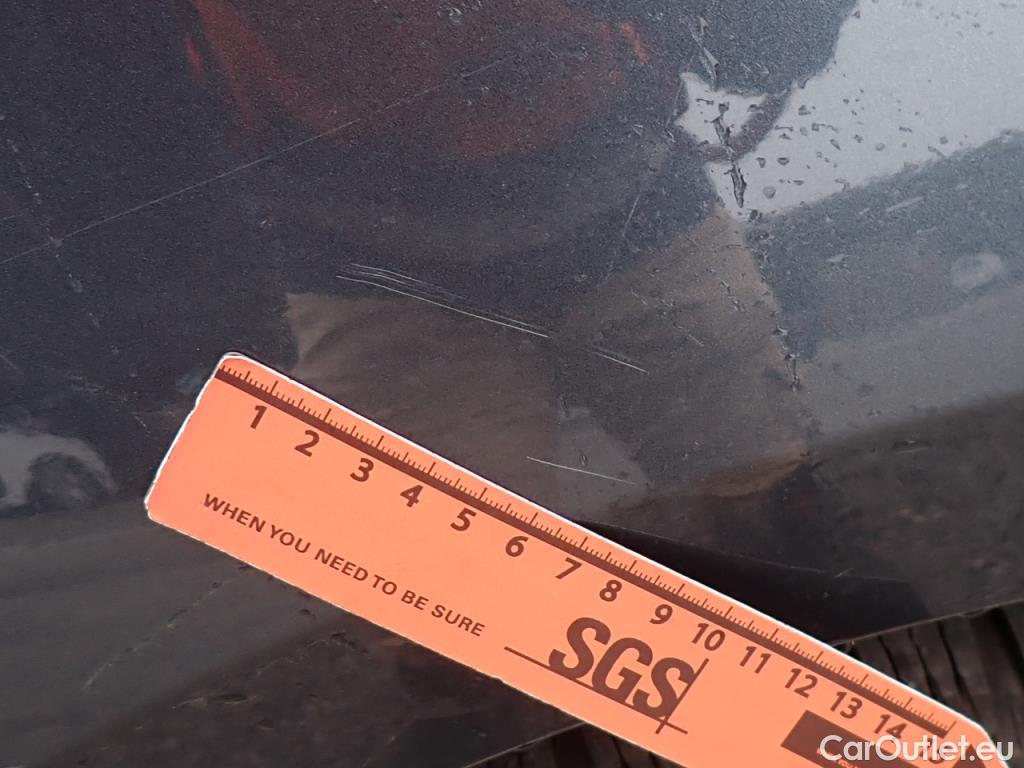 1 2 3 4 5 6 7 8 9 10 11 12 13 14
WHEN YOU NEED TO BE SURE
SGS
CarOutlet.eu